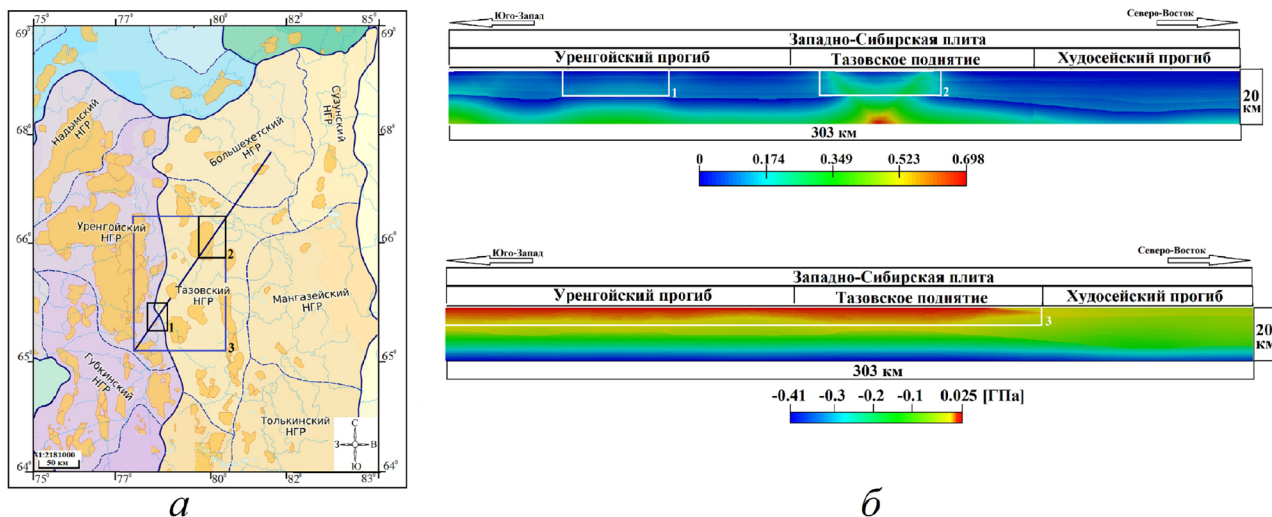 75° 77° 80° 82° 85°
69° 69°
68° 68°
66° 66°
65° 65°
64° 64°
75° 77° 80° 82° 83°
Надымский
НГР
Сузунский
НГР
Большехетский
НГР
Уренгойский
НГР
2
Тазовский
НГР
Мангазейский
НГР
1
3
Губкинский
НГР
Толькинский
НГР
С
З В
Ю
1:2181000
50 км
а
Юго-Запад Северо-Восток
Западно-Сибирская плита
Уренгойский прогиб Тазовское поднятие Худосейский прогиб
1 2
20
км
303 км
0 0.174 0.349 0.523 0.698
Юго-Запад Северо-Восток
Западно-Сибирская плита
Уренгойский прогиб Тазовское поднятие Худосейский прогиб
3
20
км
303 км
-0.41 -0.3 -0.2 -0.1 0.025 [ГПа]
б